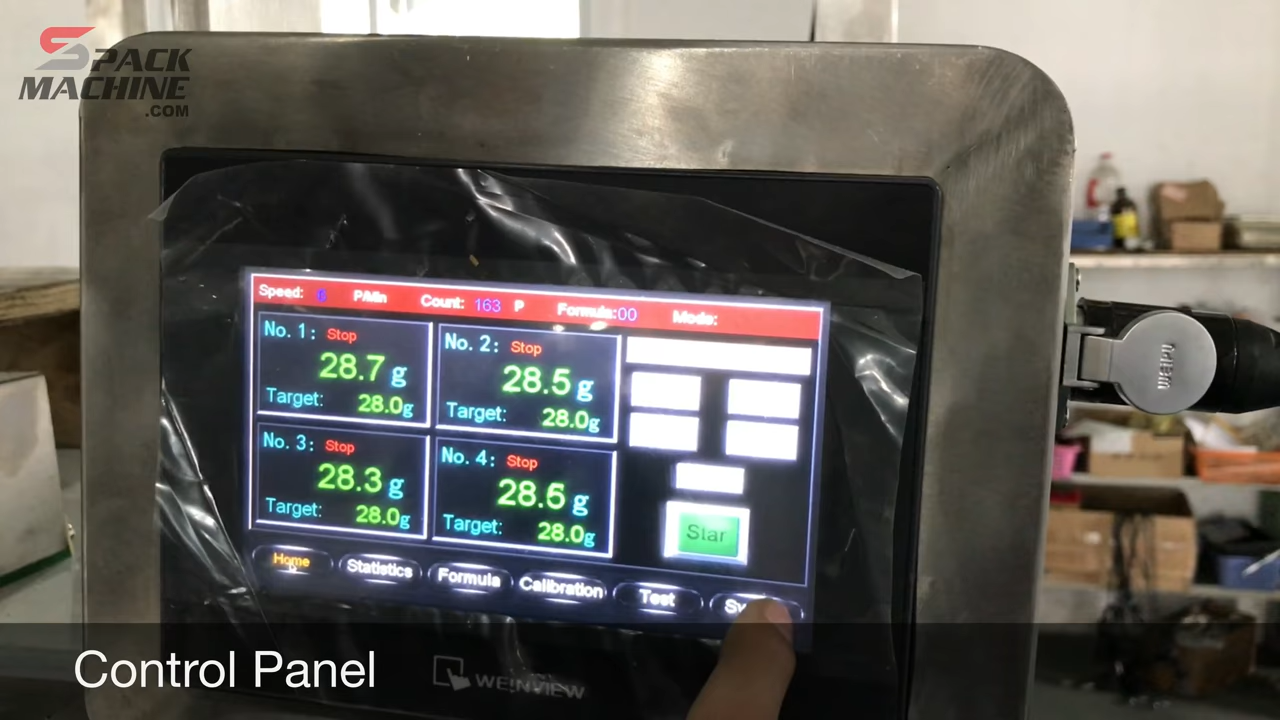 SPACK
MACHINE
.COM
Speed: 6 P/Min Count: 163 P Formula:00 Mode:
No. 1: Stop
28.7 g
Target: 28.0g
No. 2: Stop
28.5 g
Target: 28.0g
No. 3: Stop
28.3 g
Target: 28.0g
No. 4: Stop
28.5 g
Target: 28.0g
Star
Home Statistics Formula Calibration Test
WEINVIEW
WEIPU
Control Panel